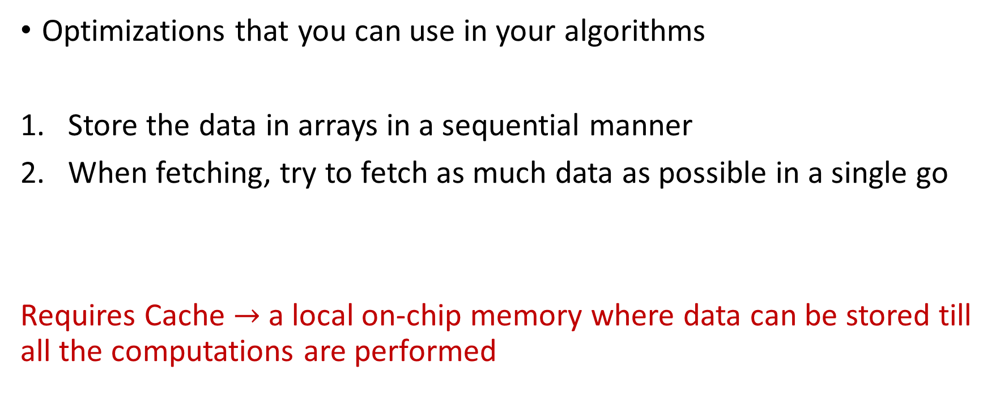 • Optimizations that you can use in your algorithms
1. Store the data in arrays in a sequential manner
2. When fetching, try to fetch as much data as possible in a single go
Requires Cache → a local on-chip memory where data can be stored till
all the computations are performed